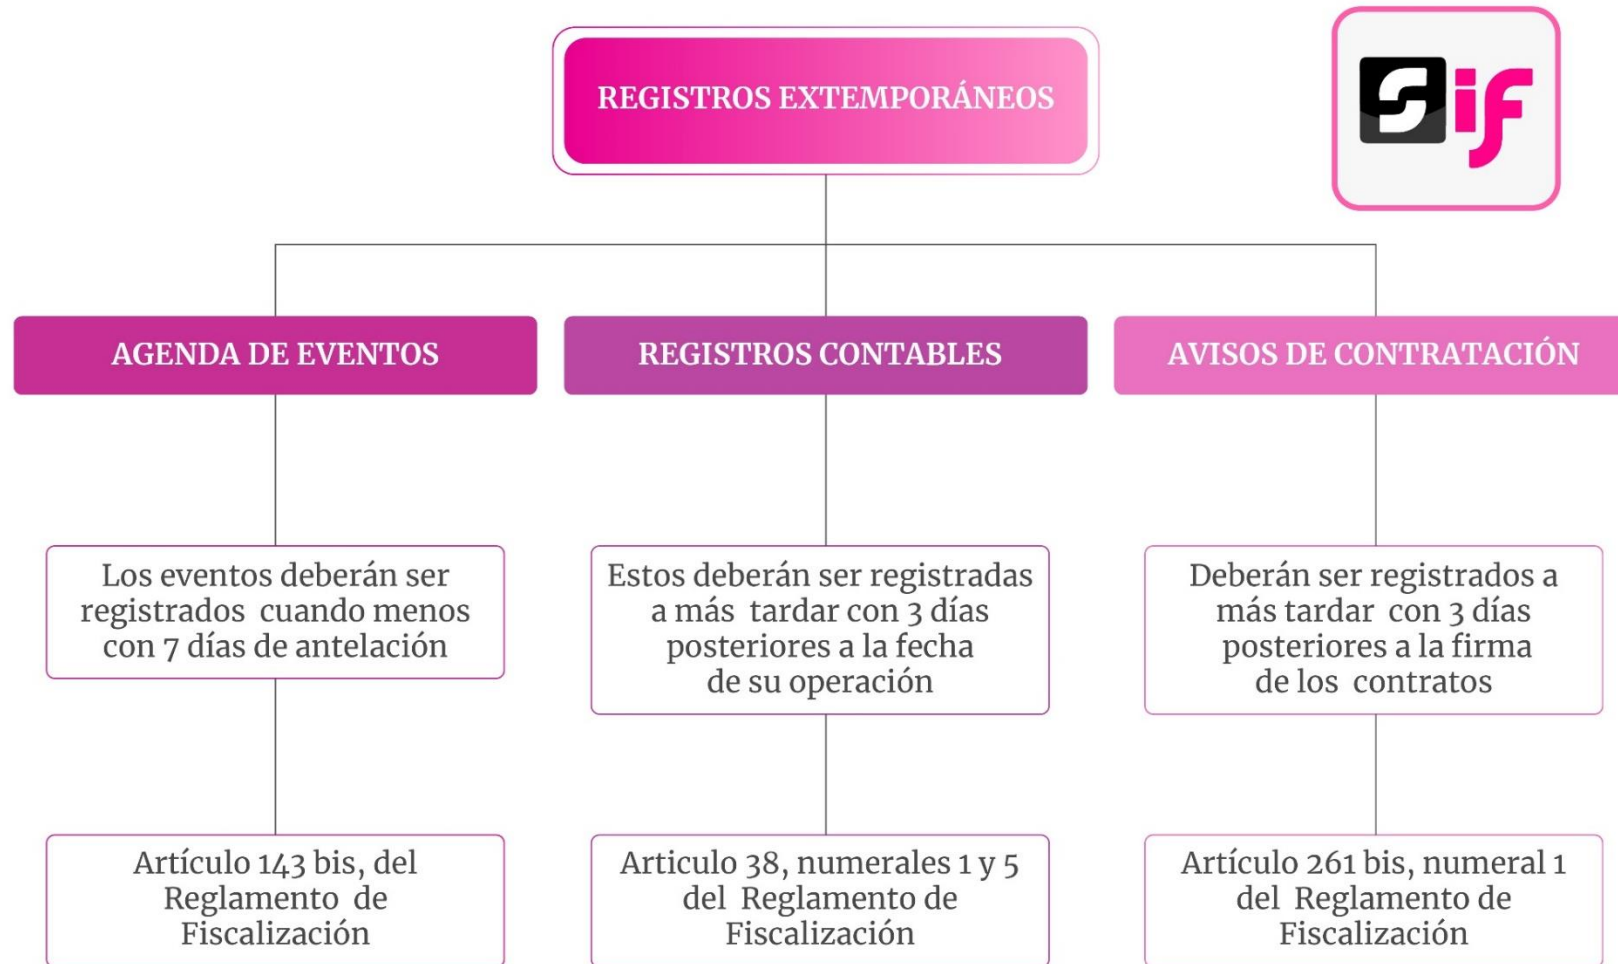 REGISTROS EXTEMPORÁNEOS
Sif
AGENDA DE EVENTOS
Los eventos deberán ser
registrados cuando menos
con 7 días de antelación
Artículo 143 bis, del
Reglamento de
Fiscalización
REGISTROS CONTABLES
Estos deberán ser registradas
a más tardar con 3 días
posteriores a la fecha
de su operación
Articulo 38, numerales 1 y 5
del Reglamento de
Fiscalización
AVISOS DE CONTRATACIÓN
Deberán ser registrados a
más tardar con 3 días
posteriores a la firma
de los contratos
Artículo 261 bis, numeral 1
del Reglamento de
Fiscalización